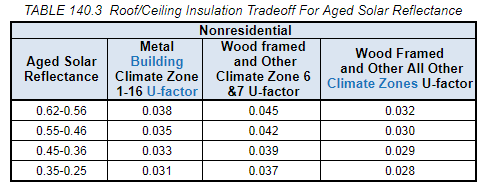 TABLE 140.3 Roof/Ceiling Insulation Tradeoff For Aged Solar Reflectance
Nonresidential
Aged Solar
Reflectance
Metal
Building
Climate Zone
1-16 U-factor
Wood framed
and Other
Climate Zone 6
&7 U-factor
Wood Framed
and Other All Other
Climate Zones U-factor
0.62-0.56 0.038 0.045 0.032
0.55-0.46 0.035 0.042 0.030
0.45-0.36 0.033 0.039 0.029
0.35-0.25 0.031 0.037 0.028